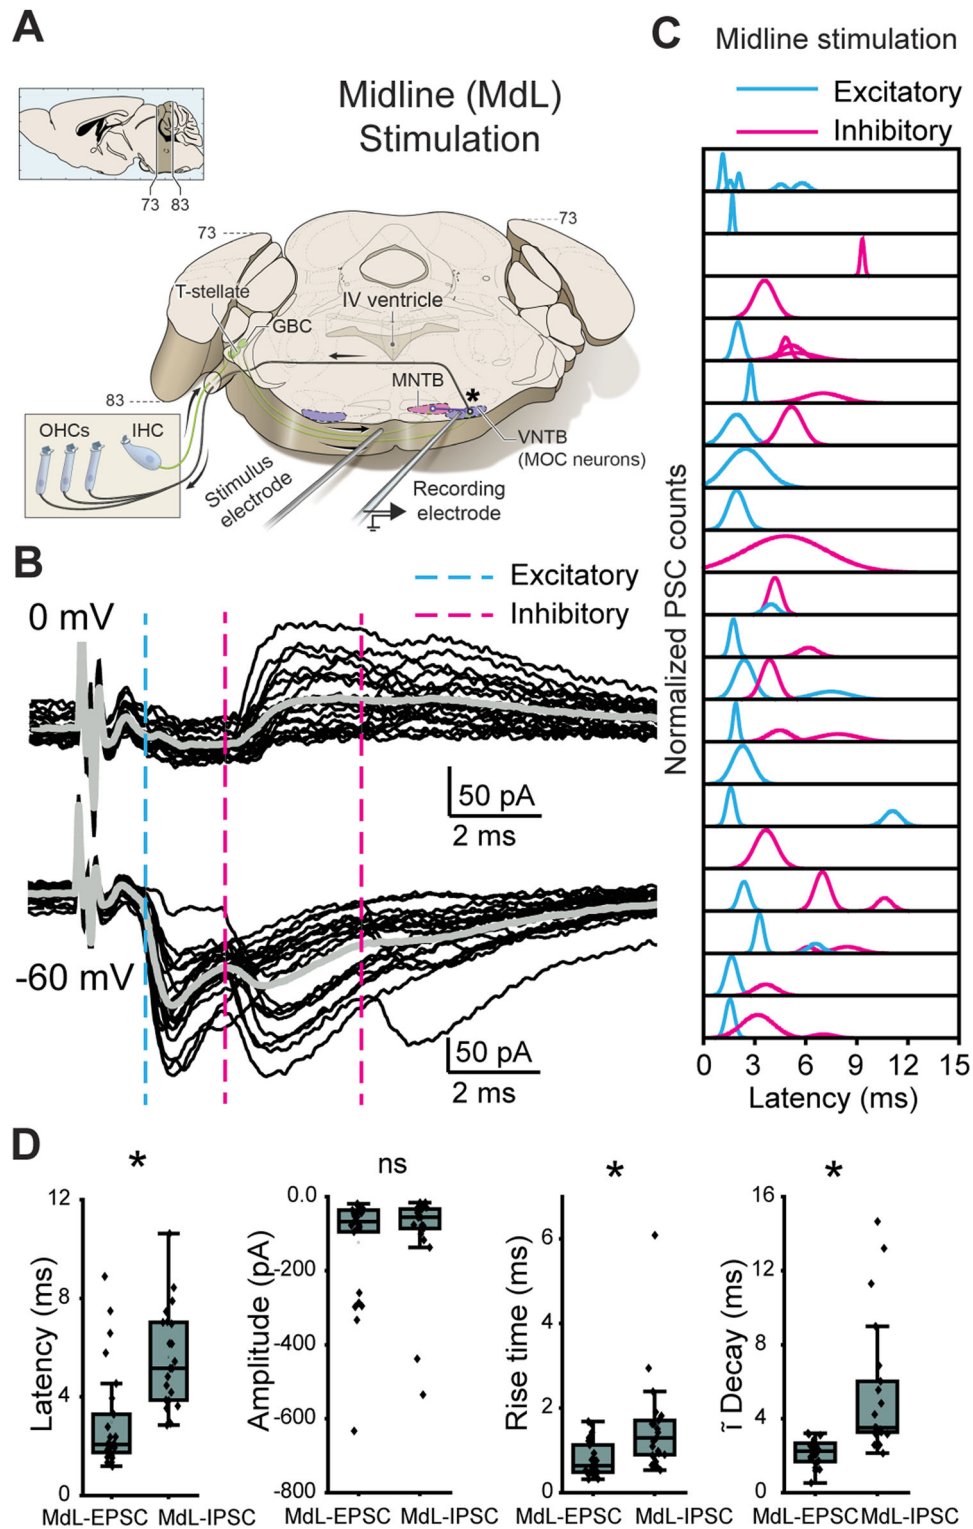 A
Midline (MdL)
Stimulation
73 83
73
73
T-stellate
IV ventricle
GBC
MNTB
*
83
OHCs
IHC
VNTB
(MOC neurons)
Stimulus
electrode
Recording
electrode
B
Excitatory
Inhibitory
0 mV
50 pA
2 ms
-60 mV
50 pA
2 ms
C
Midline stimulation
Excitatory
Inhibitory
Normalized PSC counts
0 3 6 9 12 15
Latency (ms)
D
*
Latency (ms)
12
8
4
0
MdL-EPSC MdL-IPSC
ns
Amplitude (pA)
0.0
-200
-400
-600
-800
MdL-EPSC MdL-IPSC
*
Rise time (ms)
6
4
2
0
MdL-EPSC MdL-IPSC
*
ĩ Decay (ms)
16
12
8
4
0
MdL-EPSC MdL-IPSC